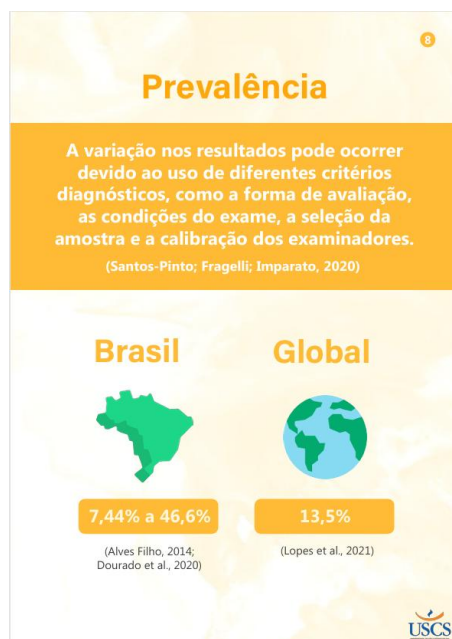 8
Prevalência
A variação nos resultados pode ocorrer
devido ao uso de diferentes critérios
diagnósticos, como a forma de avaliação,
as condições do exame, a seleção da
amostra e a calibração dos examinadores.
(Santos-Pinto; Fragelli; Imparato, 2020)
Brasil
Global
7,44% a 46,6%
13,5%
(Alves Filho, 2014;
Dourado et al., 2020)
(Lopes et al., 2021)
USCS